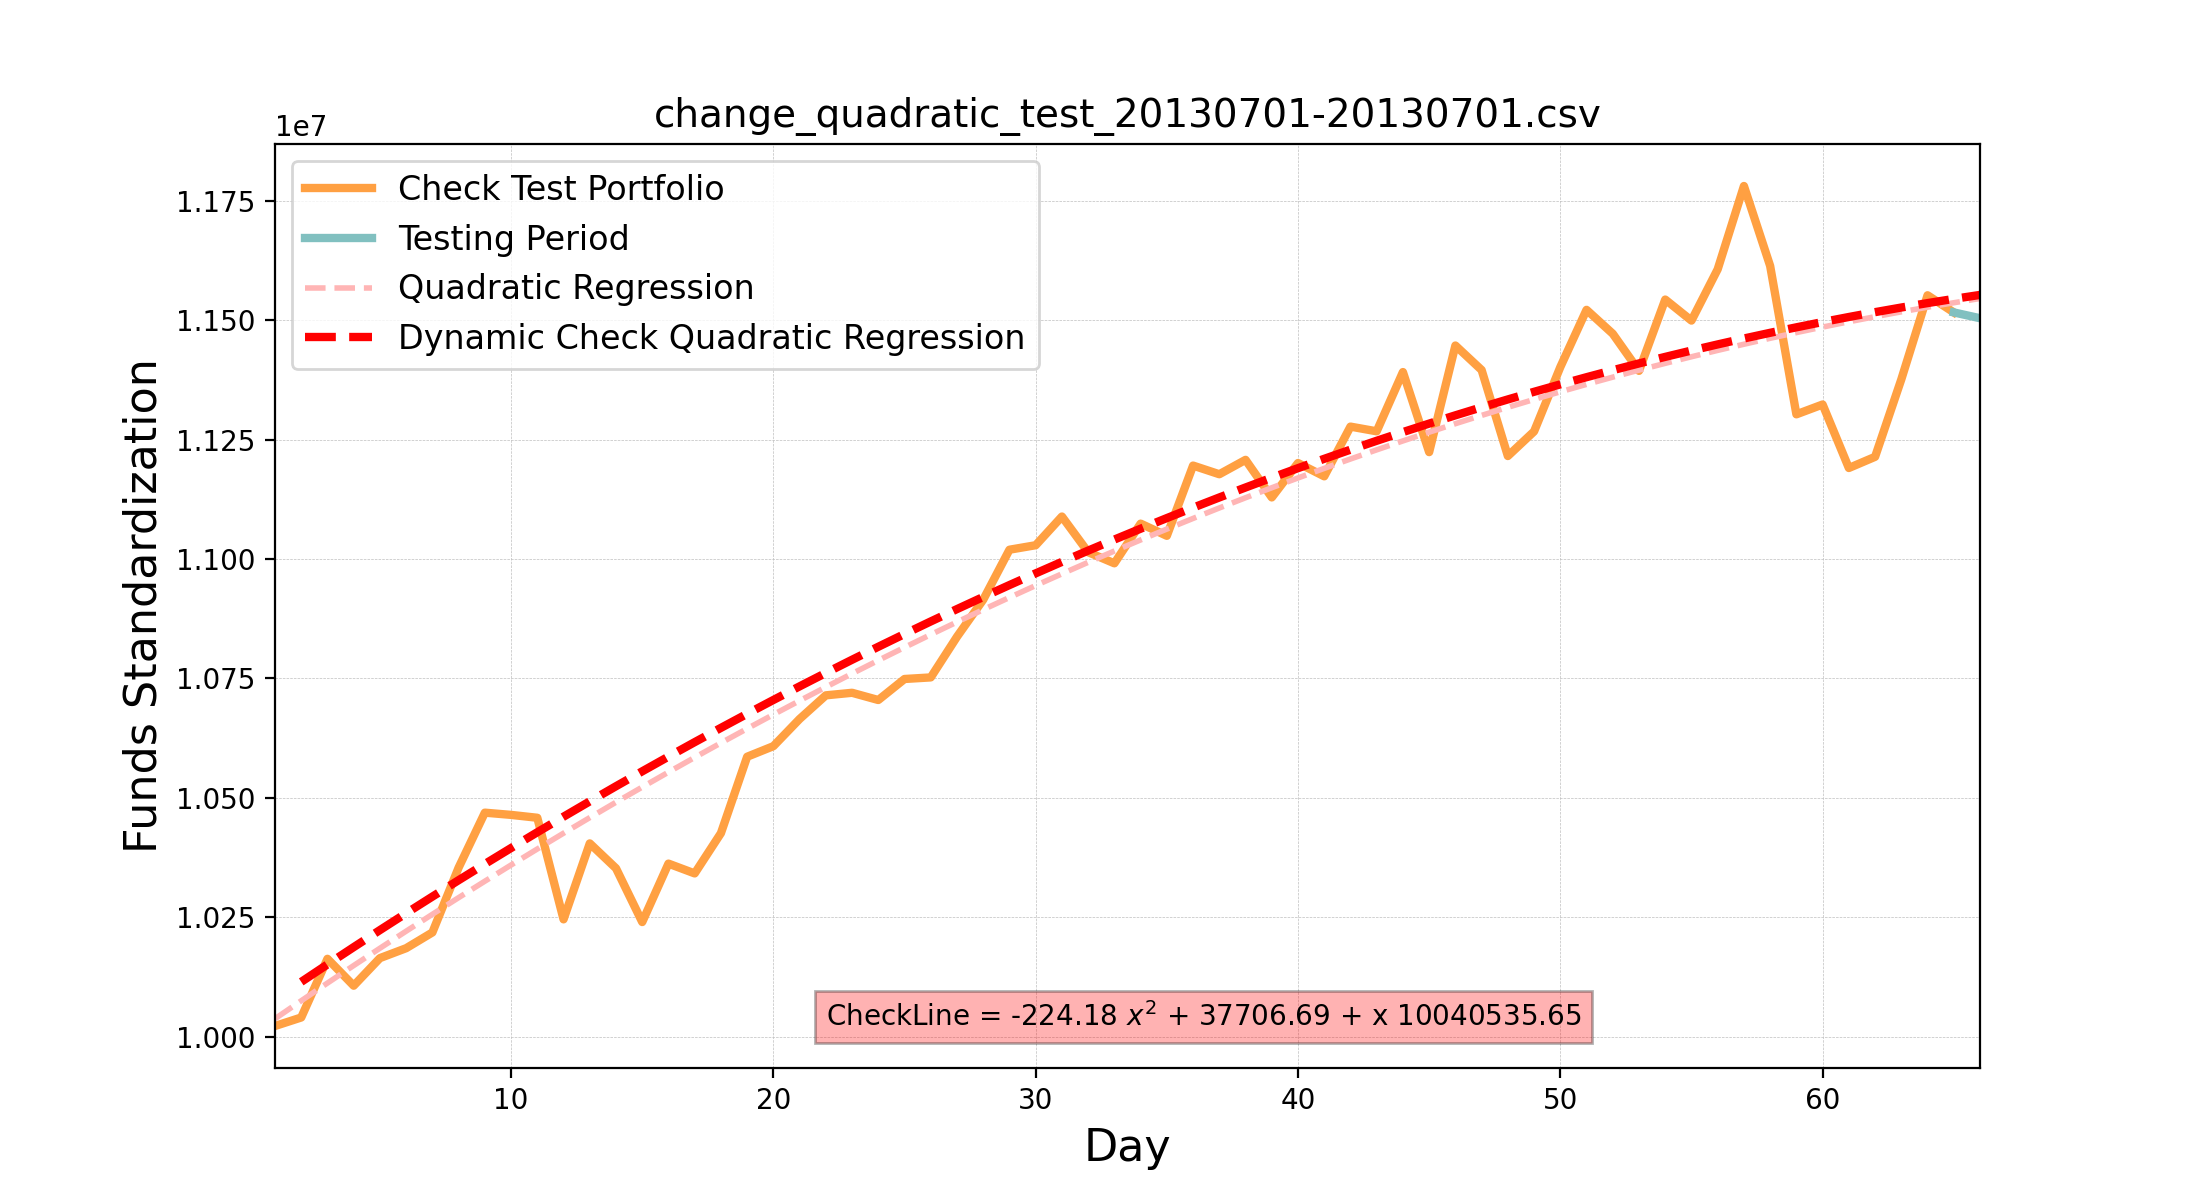 change_quadratic_test_20130701-20130701.csv
1e7
Check Test Portfolio
Testing Period
Quadratic Regression
Dynamic Check Quadratic Regression
1.175
1.150
1.125
1.100
1.075
1.050
1.025
1.000
Funds Standardization
CheckLine = -224.18 x² + 37706.69 + x 10040535.65
10 20 30 40 50 60
Day